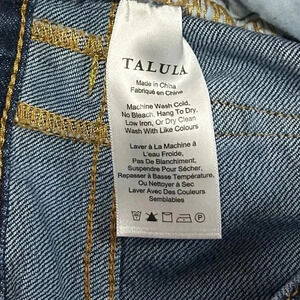 TALULA
Made in China
Fabriqué en Chine
Machine Wash Cold,
No Bleach, Hang To Dry,
Low Iron, Or Dry Clean
Wash With Like Colours
Laver À La Machine À
L'eau Froide,
Pas De Blanchiment,
Suspendre Pour Sécher,
Repasser À Basse Température,
Ou Nettoyer à Sec
Laver Avec Des Couleurs
Semblables
P